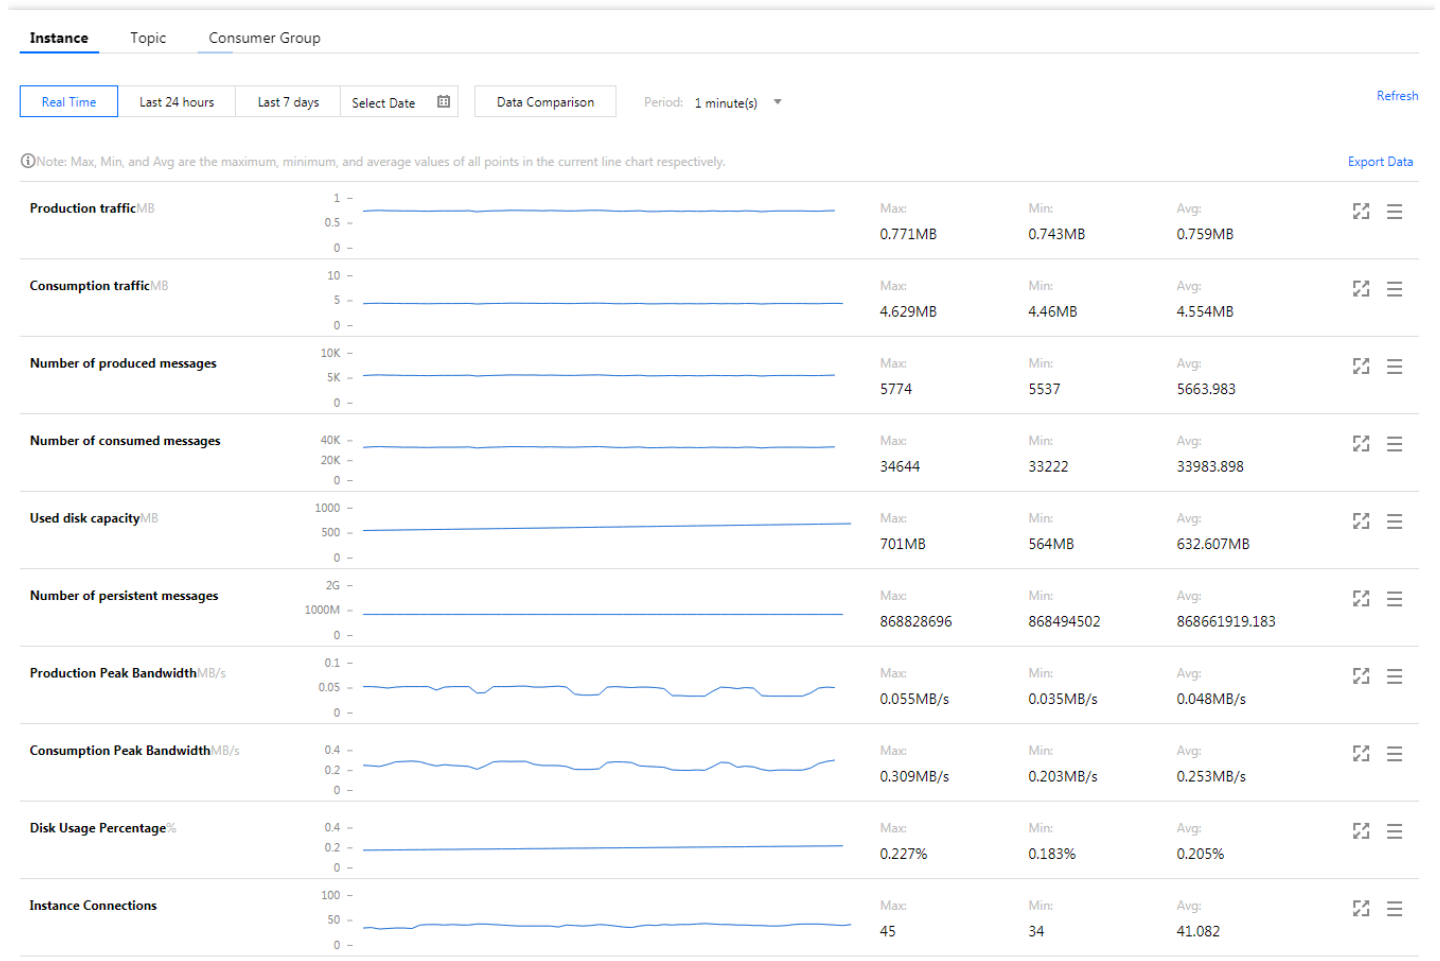 Instance Topic Consumer Group
Real Time Last 24 hours Last 7 days Select Date Data Comparison Period: 1 minute(s) Refresh
Note: Max, Min, and Avg are the maximum, minimum, and average values of all points in the current line chart respectively. Export Data
Production trafficMB
1
0.5
0
Max: Min: Avg:
0.771MB 0.743MB 0.759MB
Consumption trafficMB
10
5
0
Max: Min: Avg:
4.629MB 4.46MB 4.554MB
Number of produced messages
10K
5K
0
Max: Min: Avg:
5774 5537 5663.983
Number of consumed messages
40K
20K
0
Max: Min: Avg:
34644 33222 33983.898
Used disk capacityMB
1000
500
0
Max: Min: Avg:
701MB 564MB 632.607MB
Number of persistent messages
2G
1000M
0
Max: Min: Avg:
868828696 868494502 868661919.183
Production Peak BandwidthMB/s
0.1
0.05
0
Max: Min: Avg:
0.055MB/s 0.035MB/s 0.048MB/s
Consumption Peak BandwidthMB/s
0.4
0.2
0
Max: Min: Avg:
0.309MB/s 0.203MB/s 0.253MB/s
Disk Usage Percentage%
0.4
0.2
0
Max: Min: Avg:
0.227% 0.183% 0.205%
Instance Connections
100
50
0
Max: Min: Avg:
45 34 41.082